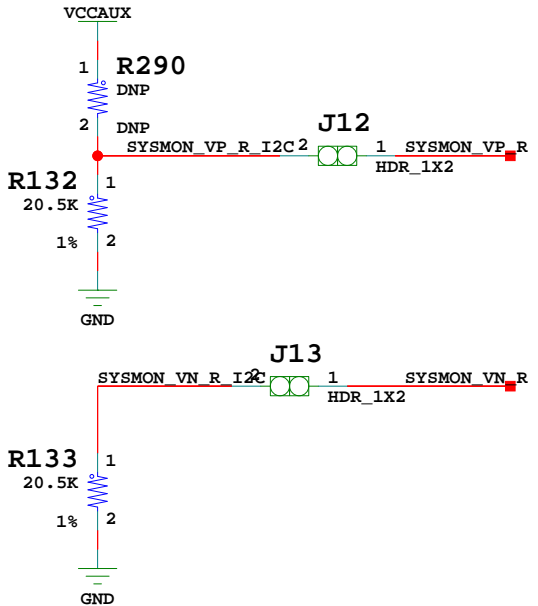 VCCAUX
1 R290
DNP
2 DNP
J12
SYSMON_VP_R_I2C 2 1 SYSMON_VP_R
HDR_1X2
R132 1
20.5K
1% 2
GND
J13
SYSMON_VN_R_I2C 2 1 SYSMON_VN_R
HDR_1X2
R133 1
20.5K
1% 2
GND